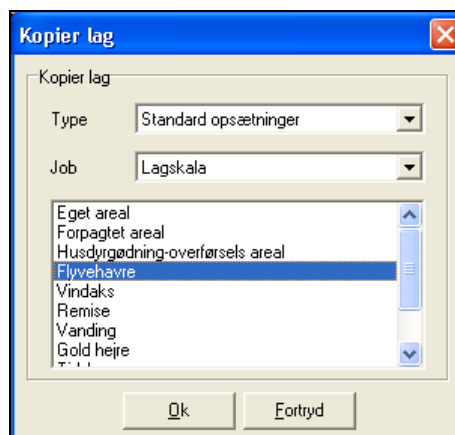 Kopier lag
Kopier lag
Type Standard opsætninger
Job Lagskala
Eget areal
Forpagtet areal
Husdyrgødning-overførsels areal
Flyvehavre
Vindaks
Remise
Vanding
Gold hejre
Ok Fortryd